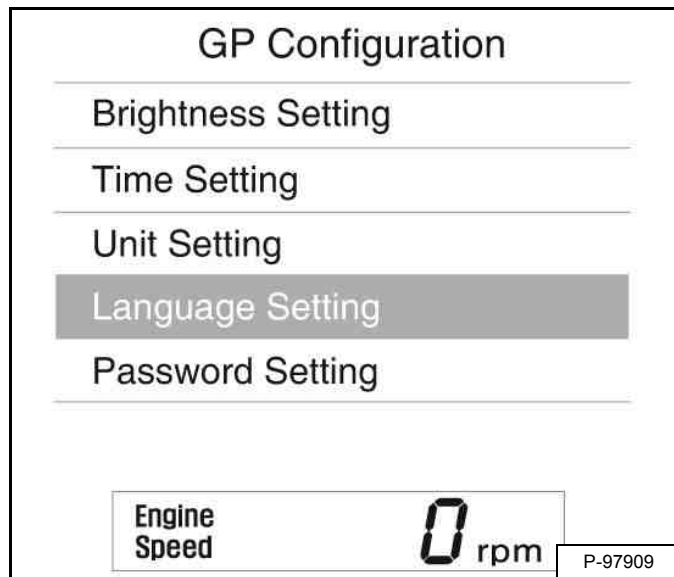 GP Configuration
Brightness Setting
Time Setting
Unit Setting
Language Setting
Password Setting
Engine
Speed
0 rpm
P-97909